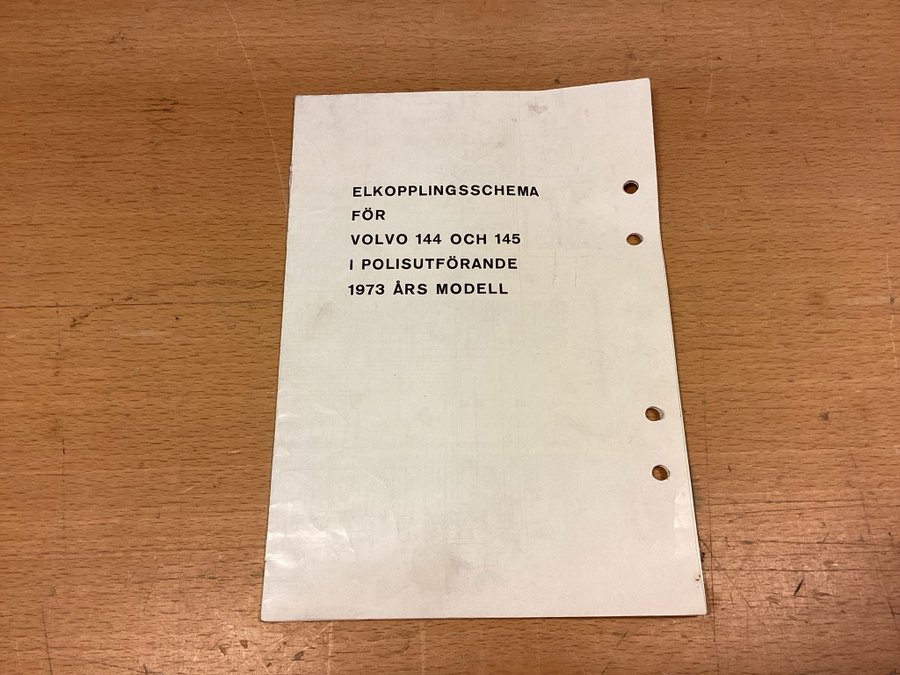 ELKOPPLINGSSCHEMA
FÖR
VOLVO 144 OCH 145
I POLISUTFÖRANDE
1973 ÅRS MODELL